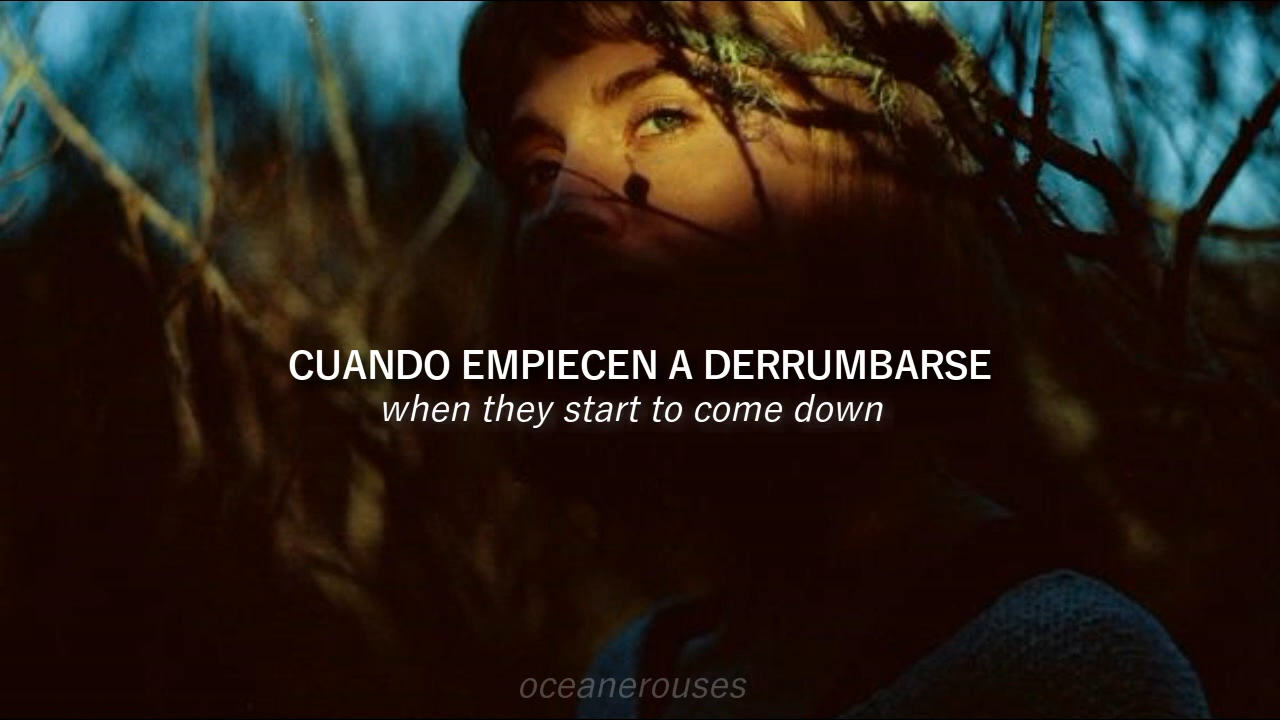 CUANDO EMPIECEN A DERRUMBARSE
when they start to come down
oceanerouses